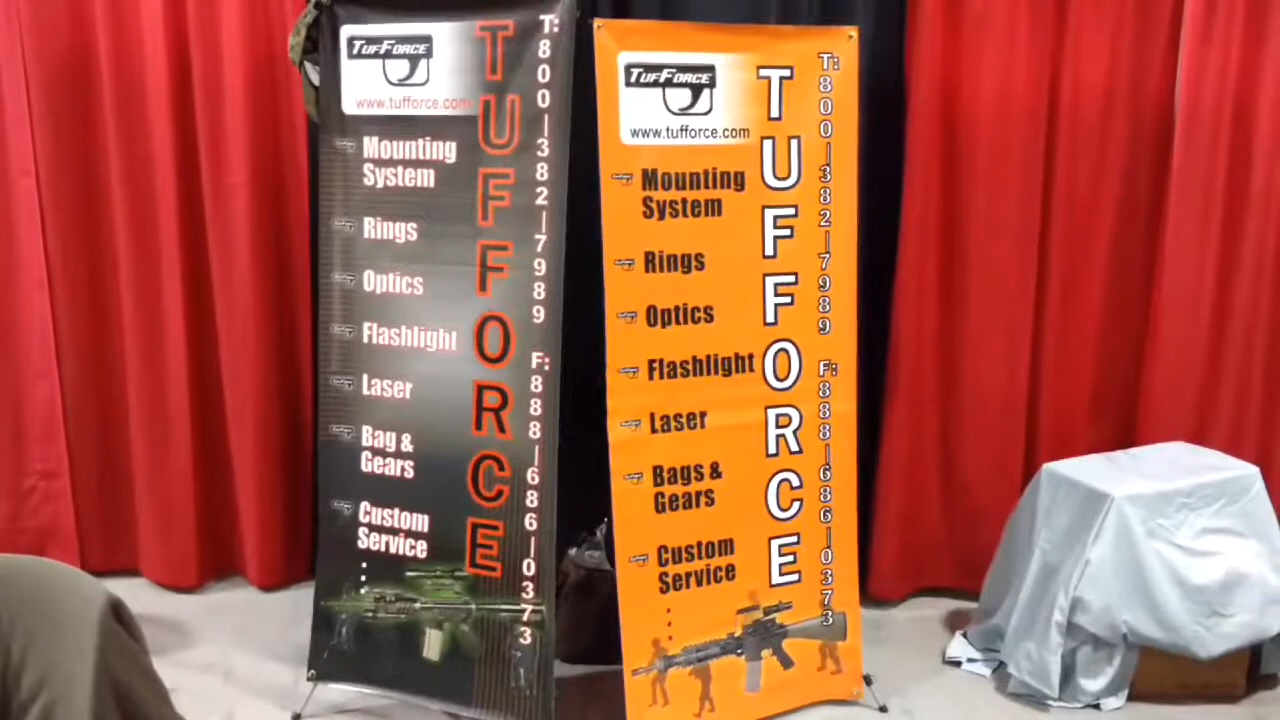 TUFFORCE
www.tufforce.com
Mounting
System
Rings
Optics
Flashlight
Laser
Bag &
Gears
Custom
Service
TUFFORCE
T:800|382|7989 F:888|686|0373
TUFFORCE
www.tufforce.com
Mounting
System
Rings
Optics
Flashlight
Laser
Bags &
Gears
Custom
Service
TUFFORCE
T:800|382|7989 F:888|686|0373